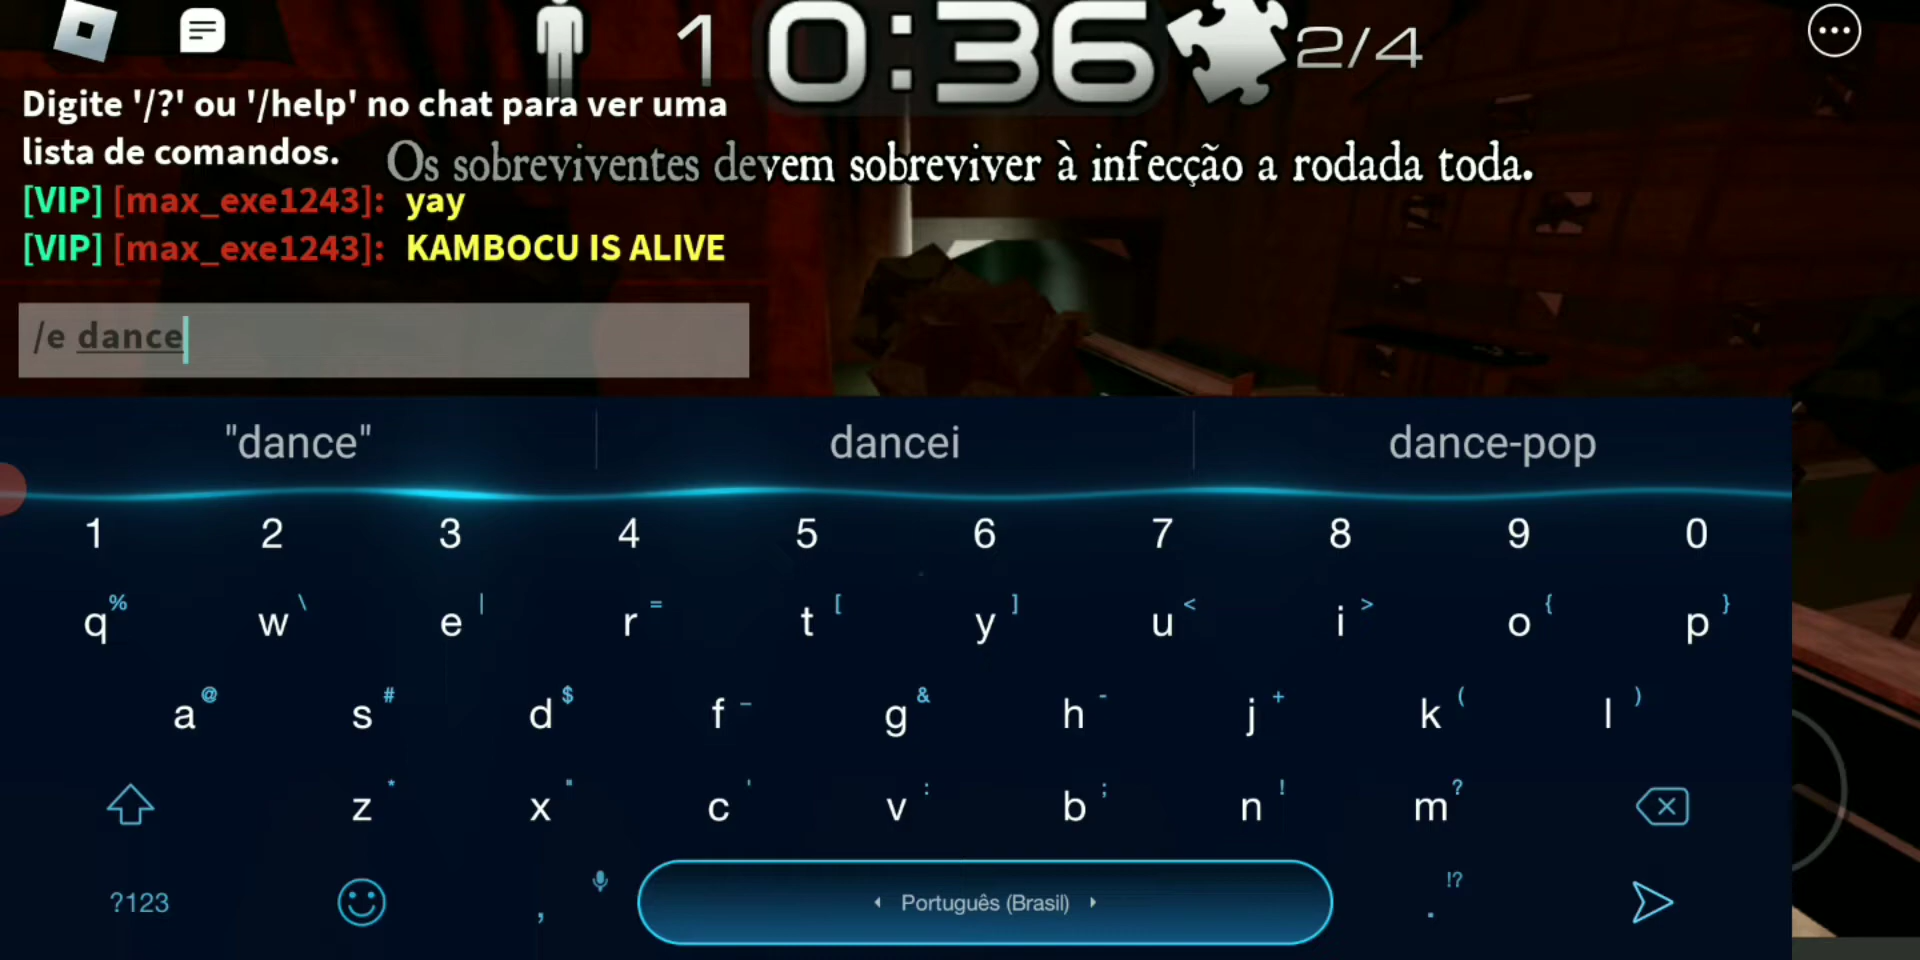 1 0:36 2/4
Digite '/?' ou '/help' no chat para ver uma
lista de comandos.
Os sobreviventes devem sobreviver à infecção a rodada toda.
[VIP] [max_exe1243]: yay
[VIP] [max_exe1243]: KAMBOCU IS ALIVE
/e dance
"dance" dancei dance-pop
1 2 3 4 5 6 7 8 9 0
q % w \ e | r = t [ y ] u < i > o { p }
a @ s # d $ f _ g & h - j + k ( l )
z * x " c ' v : b ; n ! m ?
?123 , Português (Brasil) . !?